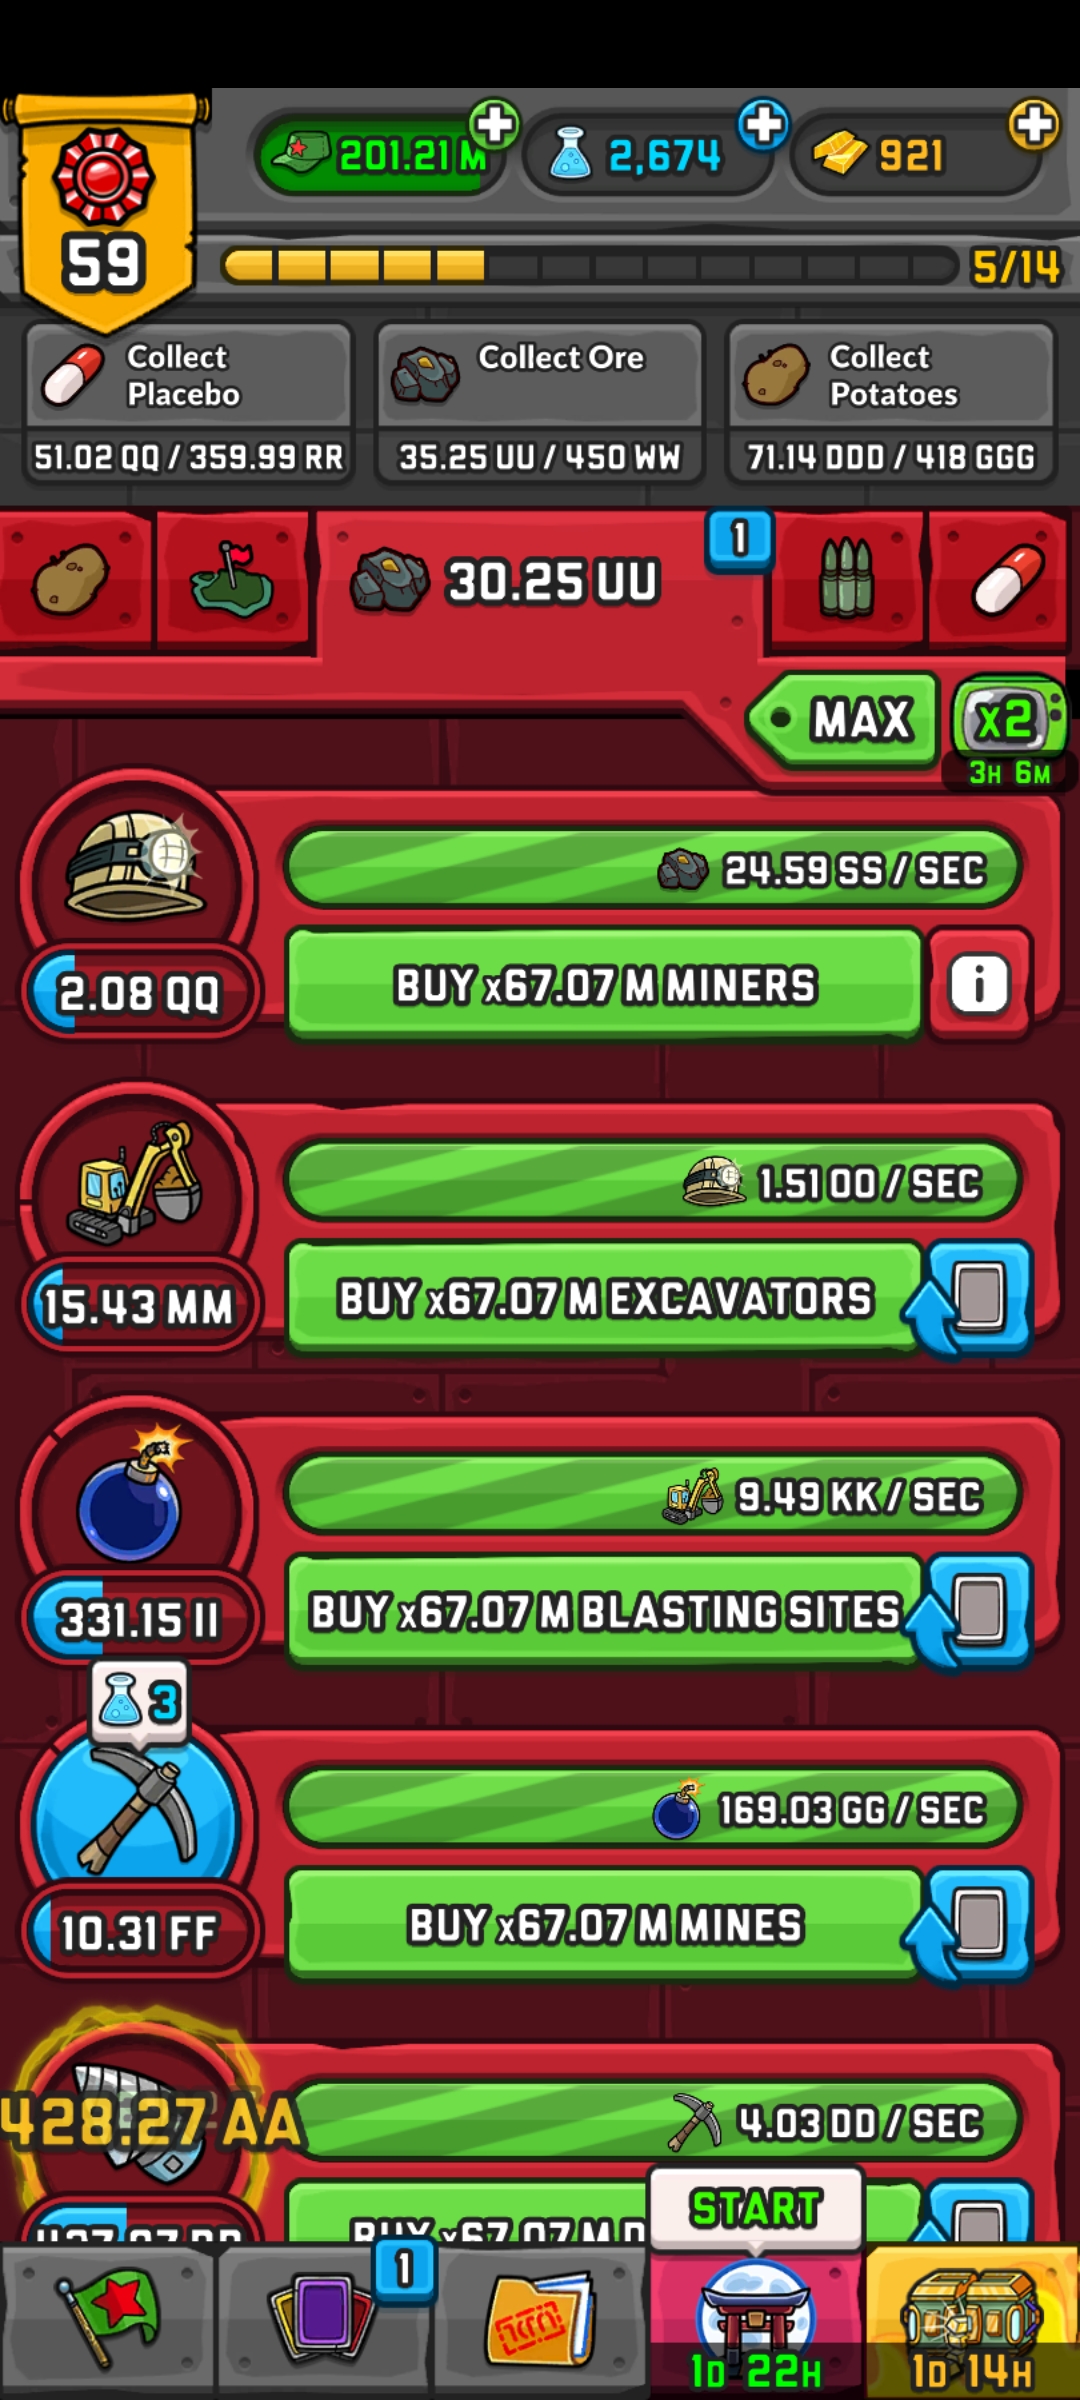 201.21 M
2,674
921
59
5/14
Collect
Placebo
51.02 QQ / 359.99 RR
Collect Ore
35.25 UU / 450 WW
Collect
Potatoes
71.14 DDD / 418 GGG
30.25 UU
1
MAX
x2
3H 6M
24.59 SS / SEC
2.08 QQ
BUY x67.07 M MINERS
i
1.51 OO / SEC
15.43 MM
BUY x67.07 M EXCAVATORS
9.49 KK / SEC
331.15 II
BUY x67.07 M BLASTING SITES
3
169.03 GG / SEC
10.31 FF
BUY x67.07 M MINES
428.27 AA
4.03 DD / SEC
BUY x67.07 M
START
1
1D 22H
1D 14H